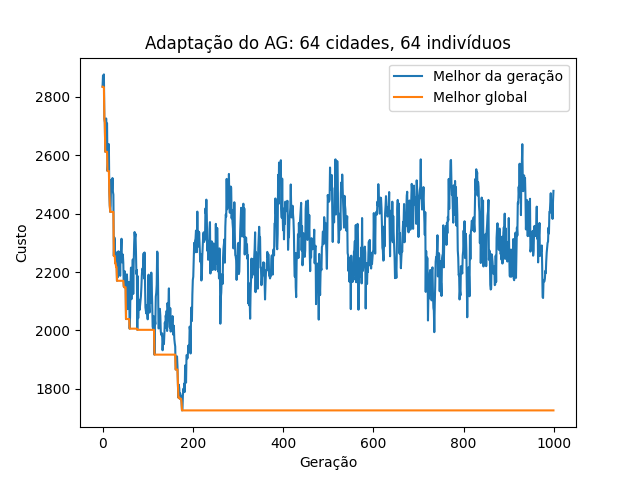 Adaptação do AG: 64 cidades, 64 indivíduos
Melhor da geração
Melhor global
Custo
2800
2600
2400
2200
2000
1800
0
200
400
600
800
1000
Geração